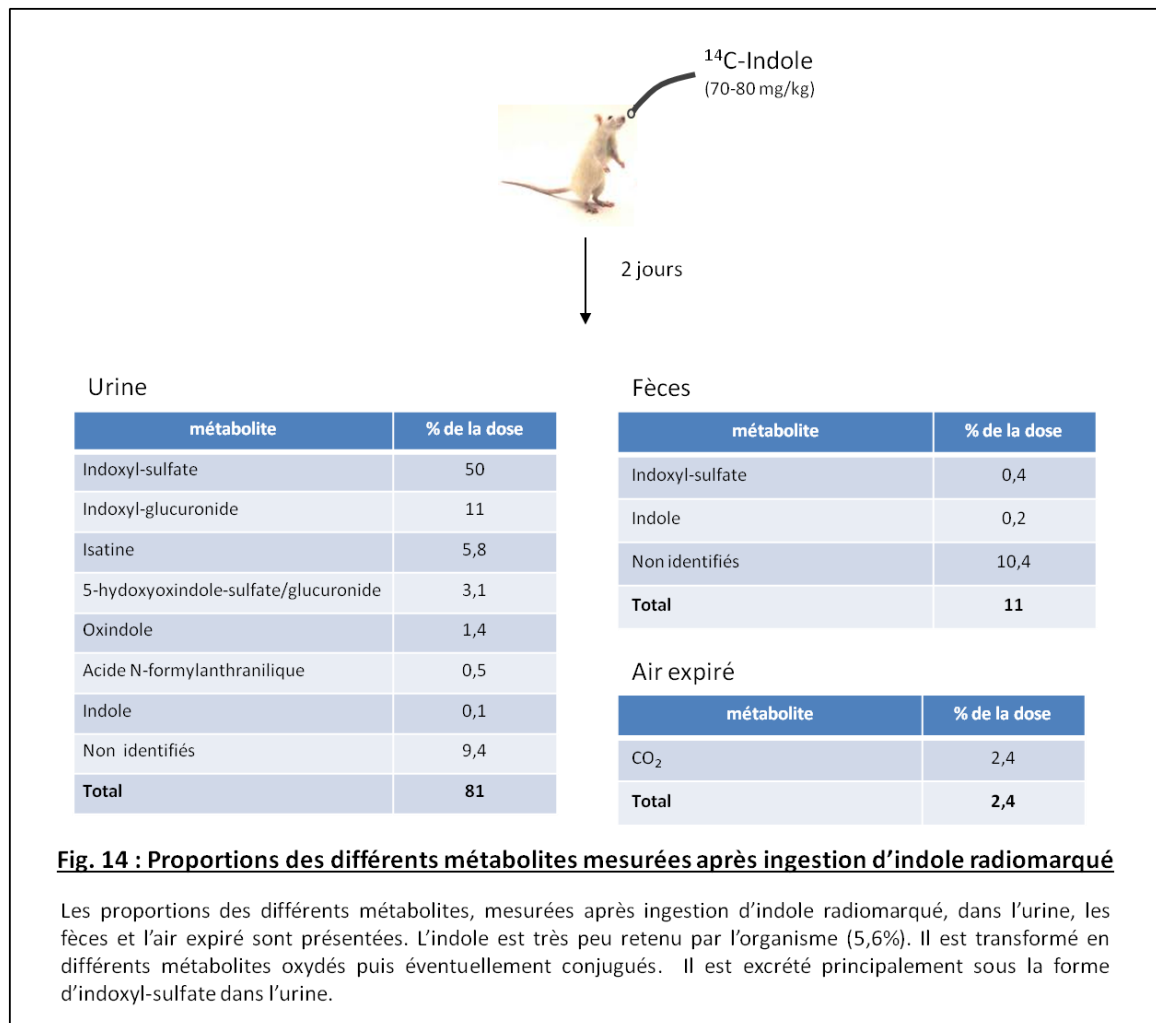 ¹⁴C-Indole
(70-80 mg/kg)
2 jours
Urine
métabolite % de la dose
Indoxyl-sulfate 50
Indoxyl-glucuronide 11
Isatine 5,8
5-hydoxyoxindole-sulfate/glucuronide 3,1
Oxindole 1,4
Acide N-formylanthranilique 0,5
Indole 0,1
Non identifiés 9,4
Total 81
Fèces
métabolite % de la dose
Indoxyl-sulfate 0,4
Indole 0,2
Non identifiés 10,4
Total 11
Air expiré
métabolite % de la dose
CO₂ 2,4
Total 2,4
Fig. 14 : Proportions des différents métabolites mesurées après ingestion d’indole radiomarqué
Les proportions des différents métabolites, mesurées après ingestion d’indole radiomarqué, dans l’urine, les
fèces et l’air expiré sont présentées. L’indole est très peu retenu par l’organisme (5,6%). Il est transformé en
différents métabolites oxydés puis éventuellement conjugués. Il est excrété principalement sous la forme
d’indoxyl-sulfate dans l’urine.